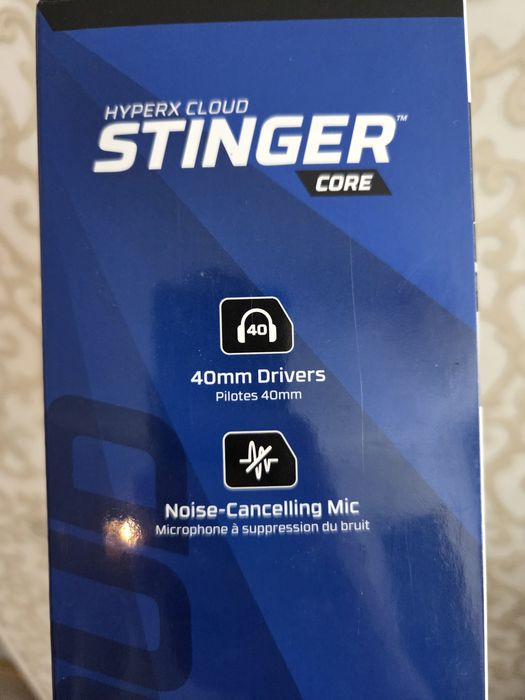 HYPERX CLOUD
STINGER™
CORE
40
40mm Drivers
Pilotes 40mm
Noise-Cancelling Mic
Microphone à suppression du bruit